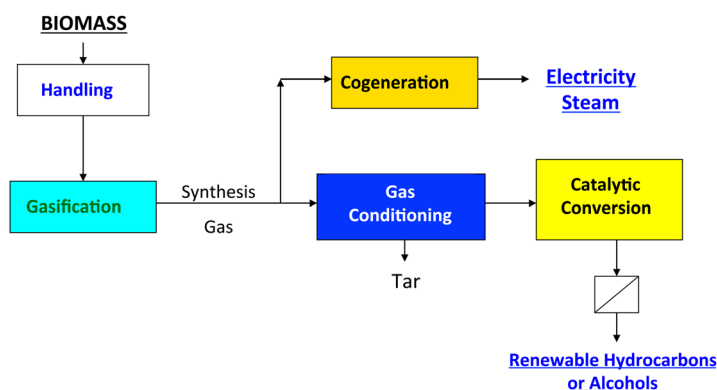 BIOMASS
Handling
Gasification
Synthesis
Gas
Cogeneration
Electricity
Steam
Gas
Conditioning
Tar
Catalytic
Conversion
Renewable Hydrocarbons
or Alcohols